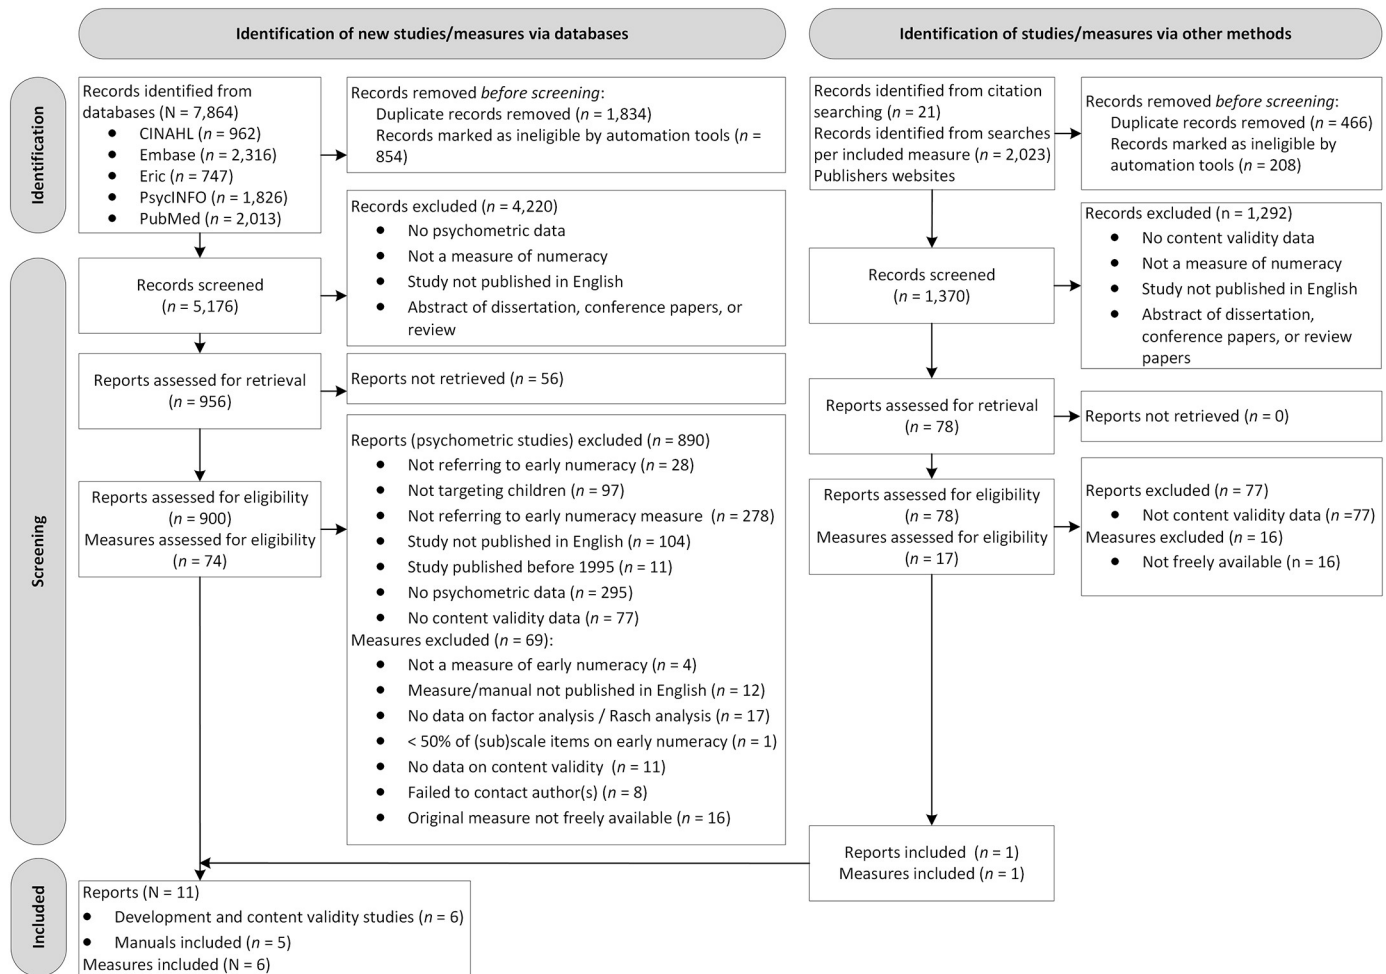 Identification of new studies/measures via databases
Identification of studies/measures via other methods
Identification
Records identified from
databases (N = 7,864)
● CINAHL (n = 962)
● Embase (n = 2,316)
● Eric (n = 747)
● PsycINFO (n = 1,826)
● PubMed (n = 2,013)
Records removed before screening:
Duplicate records removed (n = 1,834)
Records marked as ineligible by automation tools (n =
854)
Records identified from citation
searching (n = 21)
Records identified from searches
per included measure (n = 2,023)
Publishers websites
Records removed before screening:
Duplicate records removed (n = 466)
Records marked as ineligible by
automation tools (n = 208)
Screening
Records screened
(n = 5,176)
Records excluded (n = 4,220)
● No psychometric data
● Not a measure of numeracy
● Study not published in English
● Abstract of dissertation, conference papers, or
review
Records screened
(n = 1,370)
Records excluded (n = 1,292)
● No content validity data
● Not a measure of numeracy
● Study not published in English
● Abstract of dissertation,
conference papers, or review
papers
Reports assessed for retrieval
(n = 956)
Reports not retrieved (n = 56)
Reports assessed for retrieval
(n = 78)
Reports not retrieved (n = 0)
Reports assessed for eligibility
(n = 900)
Measures assessed for eligibility
(n = 74)
Reports (psychometric studies) excluded (n = 890)
● Not referring to early numeracy (n = 28)
● Not targeting children (n = 97)
● Not referring to early numeracy measure (n = 278)
● Study not published in English (n = 104)
● Study published before 1995 (n = 11)
● No psychometric data (n = 295)
● No content validity data (n = 77)
Measures excluded (n = 69):
● Not a measure of early numeracy (n = 4)
● Measure/manual not published in English (n = 12)
● No data on factor analysis / Rasch analysis (n = 17)
● < 50% of (sub)scale items on early numeracy (n = 1)
● No data on content validity (n = 11)
● Failed to contact author(s) (n = 8)
● Original measure not freely available (n = 16)
Reports assessed for eligibility
(n = 78)
Measures assessed for eligibility
(n = 17)
Reports excluded (n = 77)
● Not content validity data (n =77)
Measures excluded (n = 16)
● Not freely available (n = 16)
Reports included (n = 1)
Measures included (n = 1)
Included
Reports (N = 11)
● Development and content validity studies (n = 6)
● Manuals included (n = 5)
Measures included (N = 6)